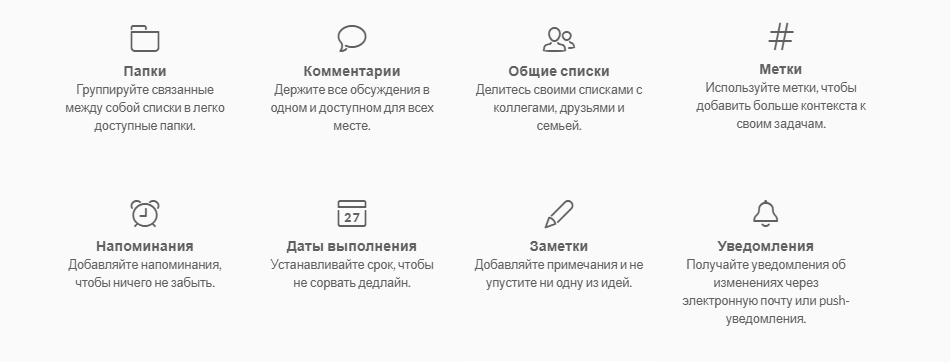 Папки
Группируйте связанные
между собой списки в легко
доступные папки.
Комментарии
Держите все обсуждения в
одном и доступном для всех
месте.
Общие списки
Делитесь своими списками с
коллегами, друзьями и
семьей.
#
Метки
Используйте метки, чтобы
добавить больше контекста к
своим задачам.
Напоминания
Добавляйте напоминания,
чтобы ничего не забыть.
27
Даты выполнения
Устанавливайте срок, чтобы
не сорвать дедлайн.
Заметки
Добавляйте примечания и не
упустите ни одну из идей.
Уведомления
Получайте уведомления об
изменениях через
электронную почту или push-
уведомления.